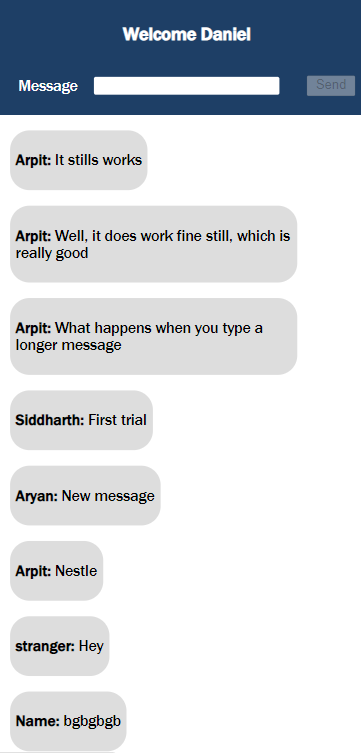 Welcome Daniel
Message
Send
Arpit: It stills works
Arpit: Well, it does work fine still, which is
really good
Arpit: What happens when you type a
longer message
Siddharth: First trial
Aryan: New message
Arpit: Nestle
stranger: Hey
Name: bgbgbgb